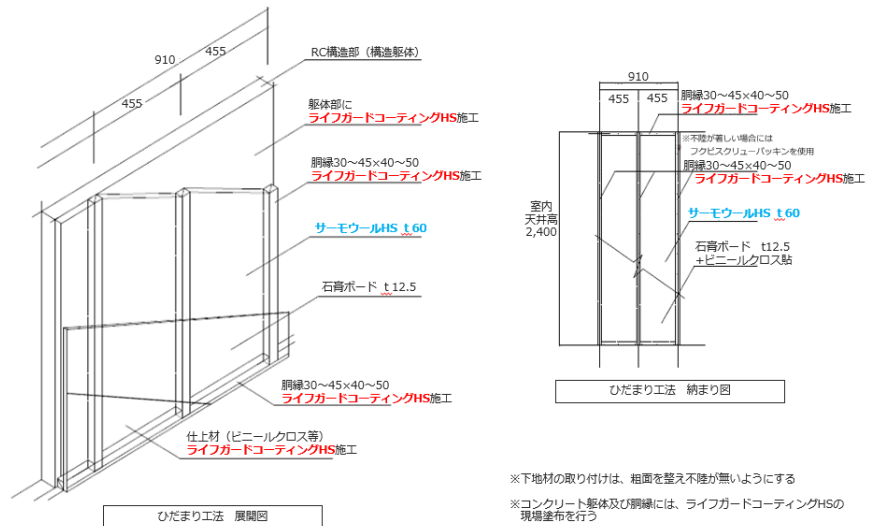 910
455
455
RC構造部（構造躯体）
躯体部に
ライフガードコーティングHS施工
胴縁30～45×40～50
ライフガードコーティングHS施工
サーモウールHS t 60
石膏ボード t 12.5
胴縁30～45×40～50
ライフガードコーティングHS施工
仕上材（ビニールクロス等）
ライフガードコーティングHS施工
ひだまり工法 展開図
910
455 455
胴縁30～45×40～50
ライフガードコーティングHS施工
※不陸が著しい場合には
フクビスクリューパッキンを使用
胴縁30～45×40～50
ライフガードコーティングHS施工
室内
天井高
2,400
サーモウールHS t 60
石膏ボード t12.5
+ビニールクロス貼
ひだまり工法 納まり図
※下地材の取り付けは、粗面を整え不陸が無いようにする
※コンクリート躯体及び胴縁には、ライフガードコーティングHSの
現場塗布を行う